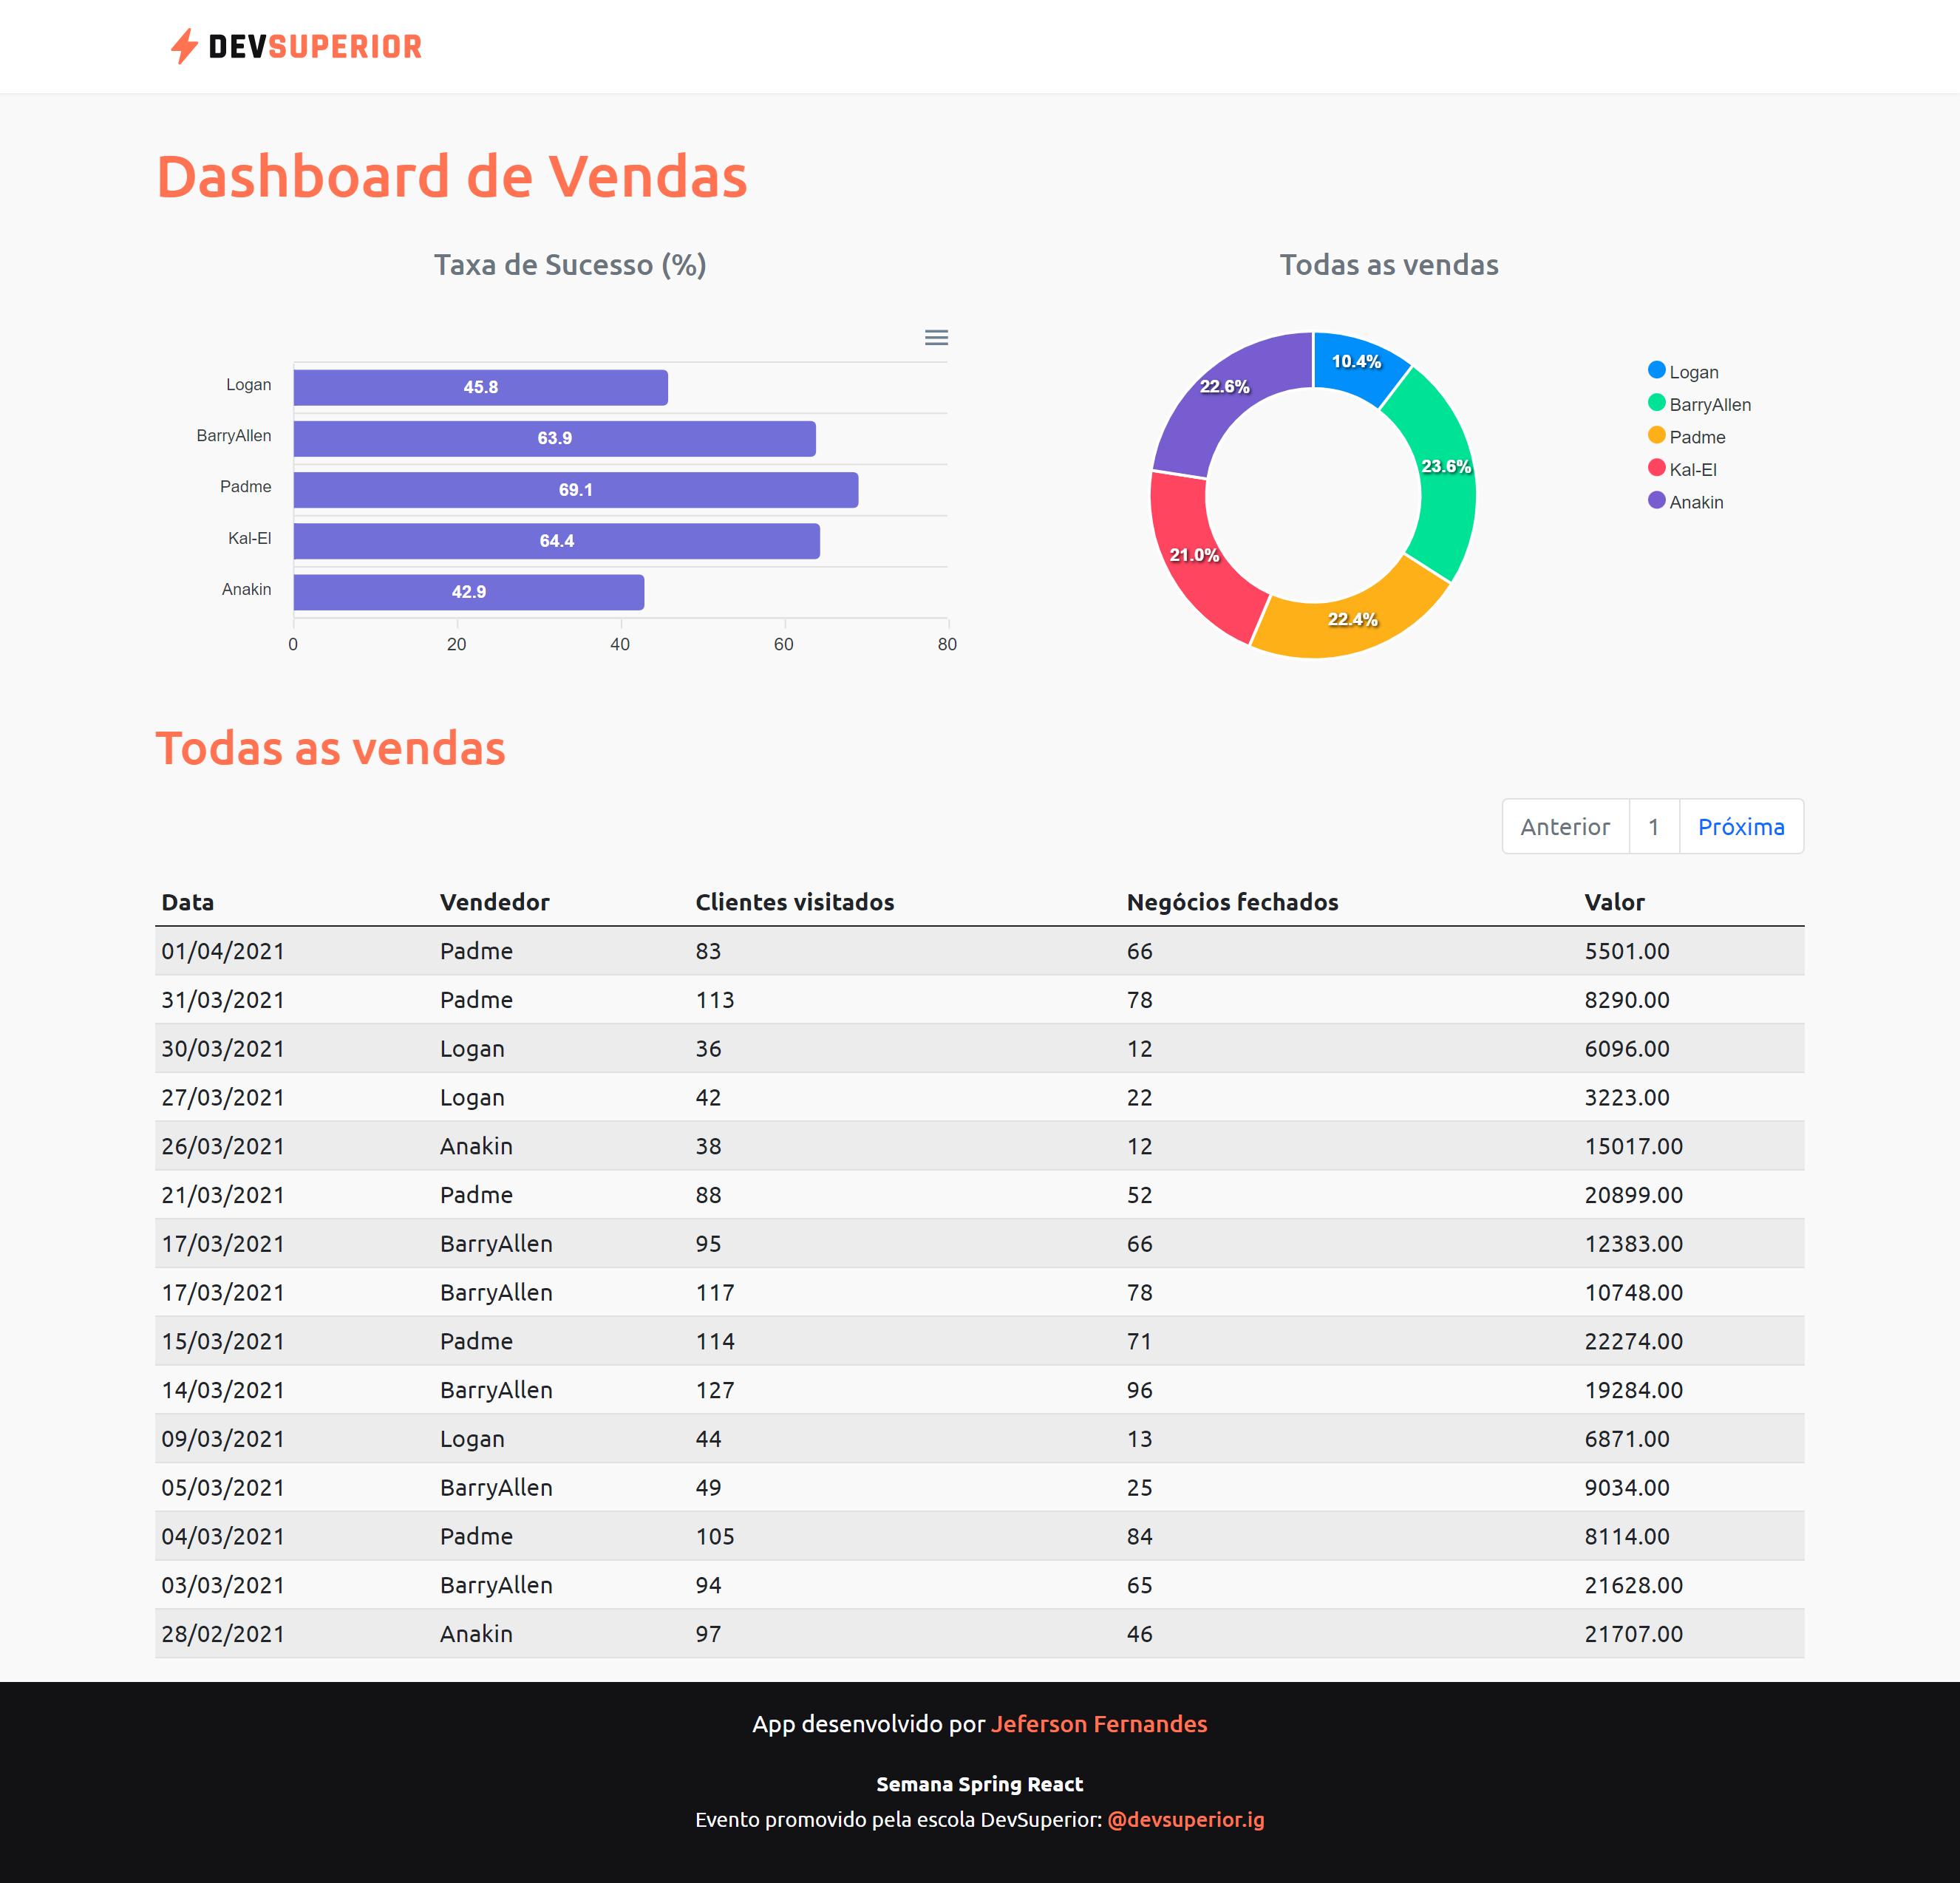 DEVSUPERIOR
Dashboard de Vendas
Taxa de Sucesso (%)
Logan 45.8
BarryAllen 63.9
Padme 69.1
Kal-El 64.4
Anakin 42.9
0 20 40 60 80
Todas as vendas
10.4%
22.6%
23.6%
21.0%
22.4%
Logan
BarryAllen
Padme
Kal-El
Anakin
Todas as vendas
Anterior 1 Próxima
Data Vendedor Clientes visitados Negócios fechados Valor
01/04/2021 Padme 83 66 5501.00
31/03/2021 Padme 113 78 8290.00
30/03/2021 Logan 36 12 6096.00
27/03/2021 Logan 42 22 3223.00
26/03/2021 Anakin 38 12 15017.00
21/03/2021 Padme 88 52 20899.00
17/03/2021 BarryAllen 95 66 12383.00
17/03/2021 BarryAllen 117 78 10748.00
15/03/2021 Padme 114 71 22274.00
14/03/2021 BarryAllen 127 96 19284.00
09/03/2021 Logan 44 13 6871.00
05/03/2021 BarryAllen 49 25 9034.00
04/03/2021 Padme 105 84 8114.00
03/03/2021 BarryAllen 94 65 21628.00
28/02/2021 Anakin 97 46 21707.00
App desenvolvido por Jeferson Fernandes
Semana Spring React
Evento promovido pela escola DevSuperior: @devsuperior.ig